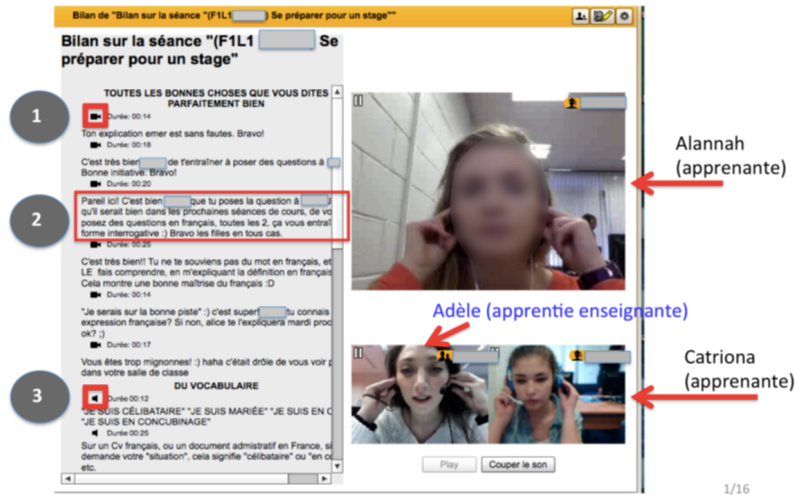 Bilan de "Bilan sur la séance "(F1L1 ) Se préparer pour un stage""
Bilan sur la séance "(F1L1 Se
préparer pour un stage"
TOUTES LES BONNES CHOSES QUE VOUS DITES
PARFAITEMENT BIEN
1
Durée: 00:14
Ton explication emer est sans fautes. Bravo!
Durée: 00:18
C'est très bien de t'entraîner à poser des questions à
Bonne initiative. Bravo!
Durée: 00:20
2
Pareil ici! C'est bien que tu poses la question à
qu'il serait bien dans les prochaines séances de cours, de vo
posez des questions en français, toutes les 2, ça vous entraî
forme interrogative :) Bravo les filles en tous cas.
Durée: 00:25
C'est très bien!! Tu ne te souviens pas du mot en français, et
LE fais comprendre, en m'expliquant la définition en français
Cela montre une bonne maîtrise du français :D
Durée: 00:14
"Je serais sur la bonne piste" :) c'est super! tu connais
expression française? Si non, alice te l'expliquera mardi proc
ok? ;)
Durée: 00:17
Vous êtes trop mignonnes! :) haha c'était drôle de vous voir
dans votre salle de classe
DU VOCABULAIRE
3
Durée 00:12
"JE SUIS CÉLIBATAIRE" "JE SUIS MARIÉE" "JE SUIS EN C
"JE SUIS EN CONCUBINAGE"
Durée 00:25
Sur un Cv français, ou un document admistratif en France, si
demande votre "situation", cela signifie "célibataire" ou "en
etc.
Alannah
(apprenante)
Adèle (apprentie enseignante)
Catriona
(apprenante)
Play
Couper le son
1/16